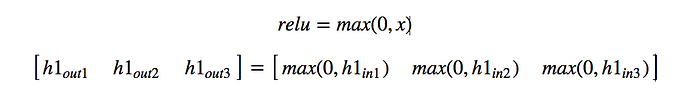 relu = max(0, x)
[h1out1 h1out2 h1out3] = [max(0, h1in1) max(0, h1in2) max(0, h1in3)]